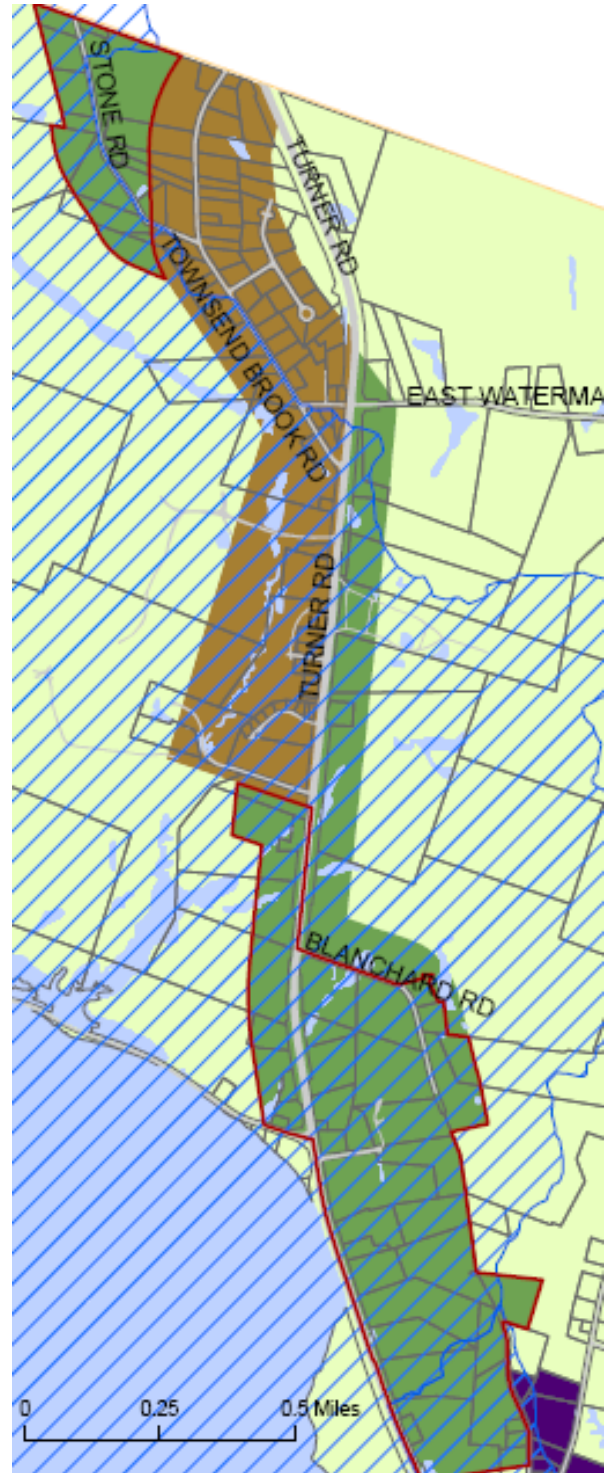 STONE RD
TURNER RD
TOWNSEND BROOK RD
EAST WATERMA
TURNER RD
BLANCHARD RD
0 0.25 0.5 Miles